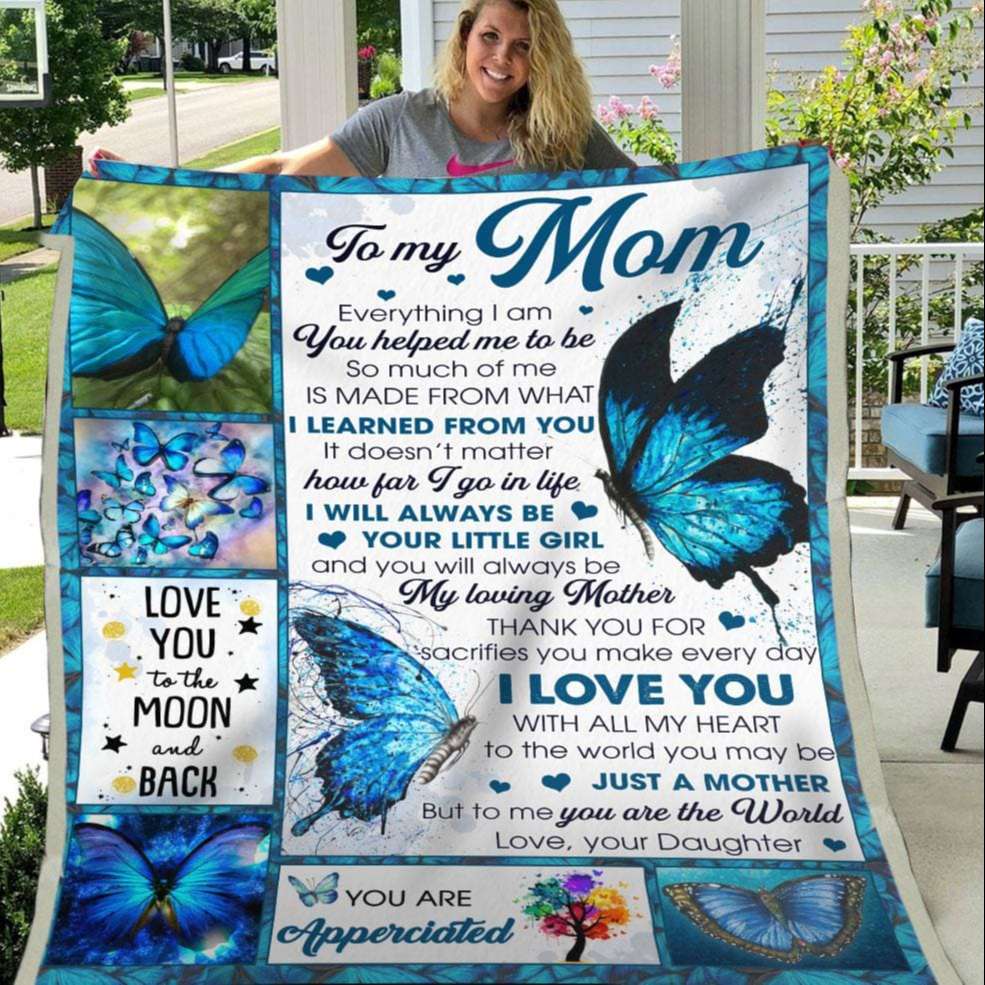 To my Mom
Everything I am
You helped me to be
So much of me
IS MADE FROM WHAT
I LEARNED FROM YOU
It doesn't matter
how far I go in life
I WILL ALWAYS BE
YOUR LITTLE GIRL
and you will always be
My loving Mother
THANK YOU FOR
sacrifies you make every day
I LOVE YOU
WITH ALL MY HEART
to the world you may be
JUST A MOTHER
But to me you are the World
Love, your Daughter
LOVE
YOU
to the
MOON
and
BACK
YOU ARE
Apperciated